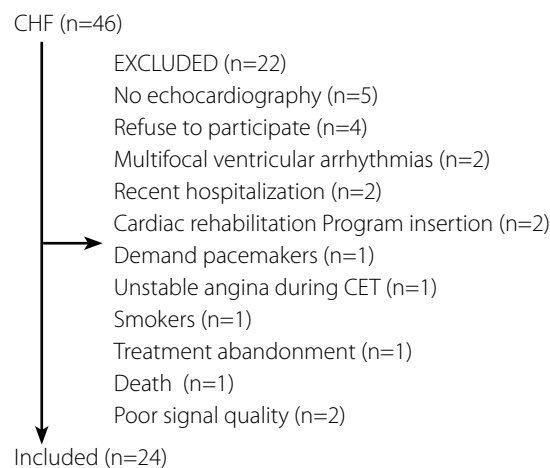 CHF (n=46)
EXCLUDED (n=22)
No echocardiography (n=5)
Refuse to participate (n=4)
Multifocal ventricular arrhythmias (n=2)
Recent hospitalization (n=2)
Cardiac rehabilitation Program insertion (n=2)
Demand pacemakers (n=1)
Unstable angina during CET (n=1)
Smokers (n=1)
Treatment abandonment (n=1)
Death (n=1)
Poor signal quality (n=2)
Included (n=24)